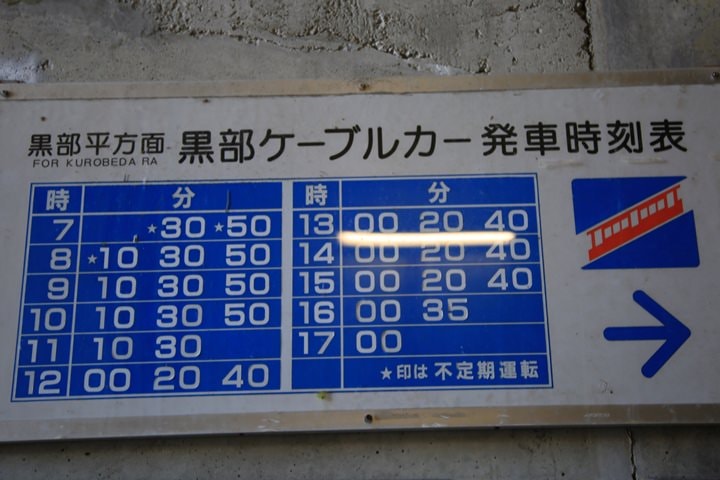 黒部平方面 黒部ケーブルカー発車時刻表
FOR KUROBEDAIRA
時 分
7 ★30 ★50
8 ★10 30 50
9 10 30 50
10 10 30 50
11 10 30
12 00 20 40
時 分
13 00 20 40
14 00 20 40
15 00 20 40
16 00 35
17 00
★印は不定期運転